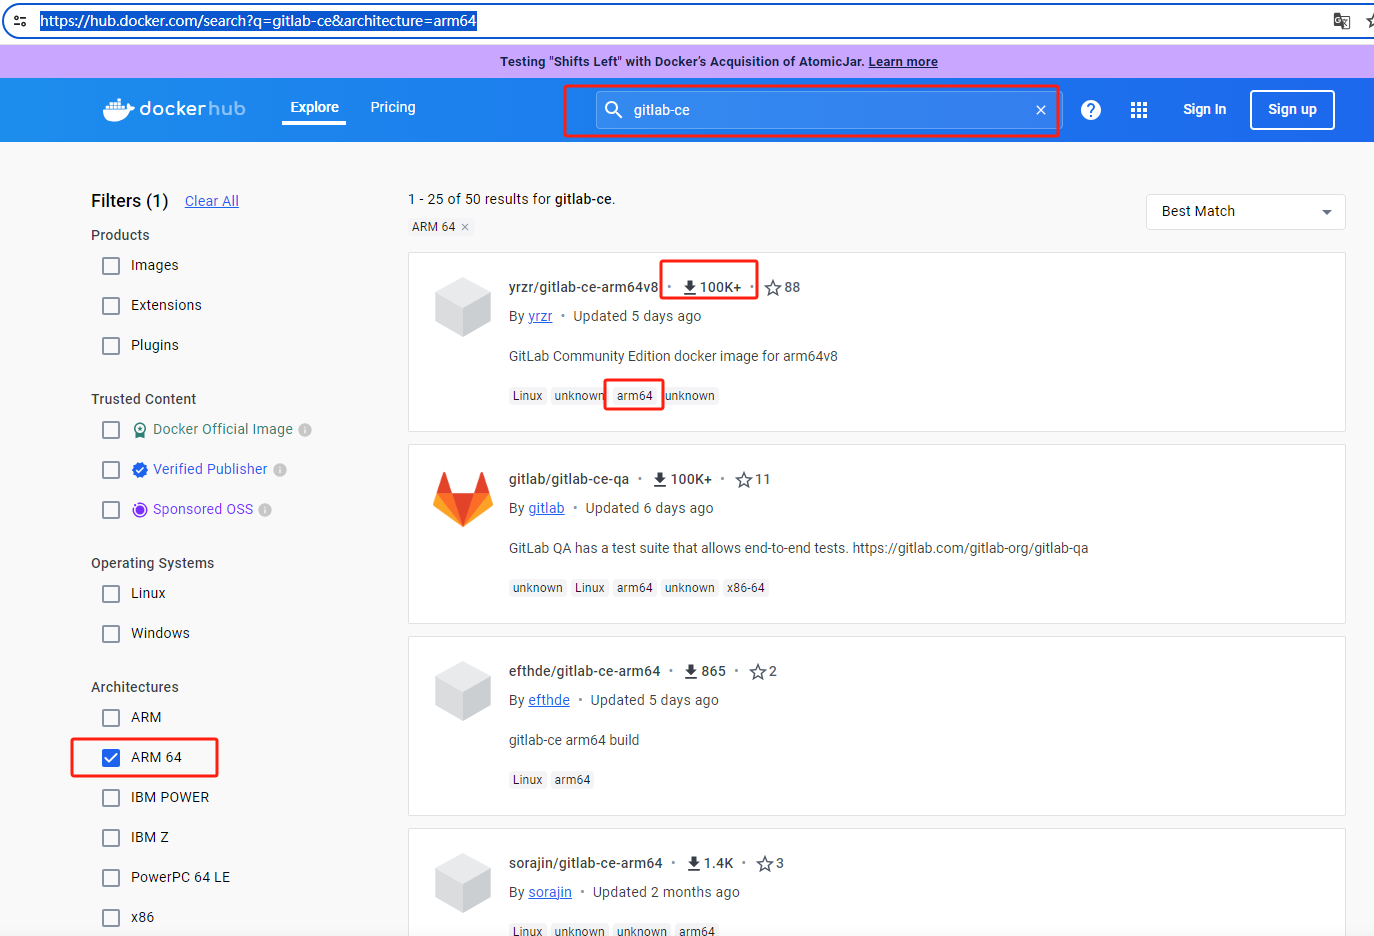 https://hub.docker.com/search?q=gitlab-ce&architecture=arm64
Testing "Shifts Left" with Docker's Acquisition of AtomicJar. Learn more
dockerhub
Explore
Pricing
gitlab-ce
Sign In
Sign up
Filters (1)
Clear All
Products
Images
Extensions
Plugins
Trusted Content
Docker Official Image
Verified Publisher
Sponsored OSS
Operating Systems
Linux
Windows
Architectures
ARM
ARM 64
IBM POWER
IBM Z
PowerPC 64 LE
x86
1 - 25 of 50 results for gitlab-ce.
ARM 64
Best Match
yrzr/gitlab-ce-arm64v8 · 100K+ · 88
By yrzr · Updated 5 days ago
GitLab Community Edition docker image for arm64v8
Linux unknown arm64 unknown
gitlab/gitlab-ce-qa · 100K+ · 11
By gitlab · Updated 6 days ago
GitLab QA has a test suite that allows end-to-end tests. https://gitlab.com/gitlab-org/gitlab-qa
unknown Linux arm64 unknown x86-64
efthde/gitlab-ce-arm64 · 865 · 2
By efthde · Updated 5 days ago
gitlab-ce arm64 build
Linux arm64
sorajin/gitlab-ce-arm64 · 1.4K · 3
By sorajin · Updated 2 months ago
Linux unknown unknown arm64